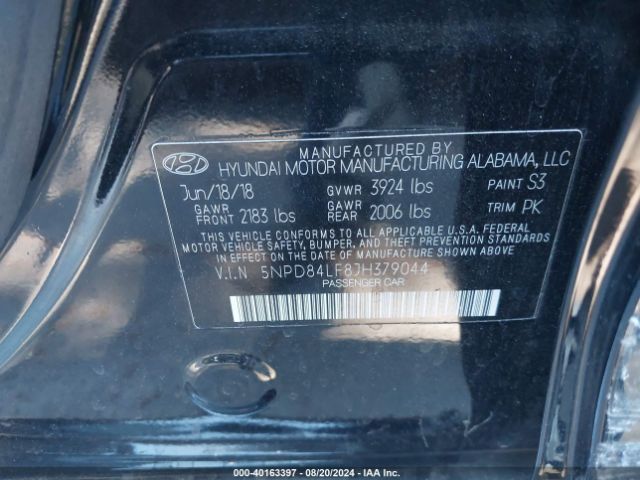 MANUFACTURED BY
HYUNDAI MOTOR MANUFACTURING ALABAMA, LLC
Jun/18/18 GVWR 3924 lbs PAINT S3
GAWR FRONT 2183 lbs GAWR REAR 2006 lbs TRIM PK
THIS VEHICLE CONFORMS TO ALL APPLICABLE U.S.A. FEDERAL
MOTOR VEHICLE SAFETY, BUMPER, AND THEFT PREVENTION STANDARDS
IN EFFECT ON THE DATE OF MANUFACTURE SHOWN ABOVE.
V.I.N 5NPD84LF8JH379044
PASSENGER CAR
000-40163397 - 08/20/2024 - IAA Inc.